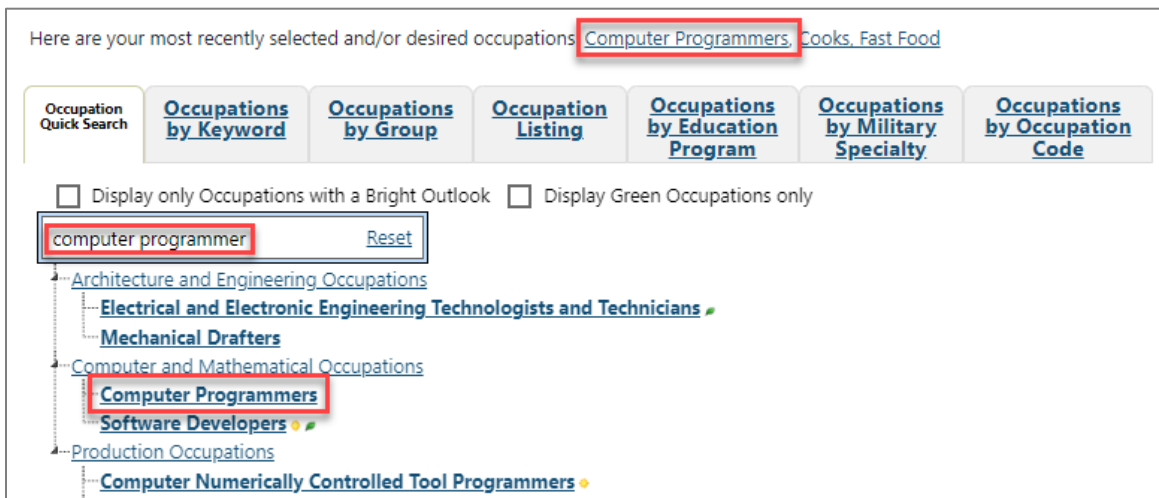 Here are your most recently selected and/or desired occupations Computer Programmers, Cooks, Fast Food
Occupation
Quick Search
Occupations
by Keyword
Occupations
by Group
Occupation
Listing
Occupations
by Education
Program
Occupations
by Military
Specialty
Occupations
by Occupation
Code
Display only Occupations with a Bright Outlook Display Green Occupations only
computer programmer Reset
Architecture and Engineering Occupations
Electrical and Electronic Engineering Technologists and Technicians
Mechanical Drafters
Computer and Mathematical Occupations
Computer Programmers
Software Developers
Production Occupations
Computer Numerically Controlled Tool Programmers